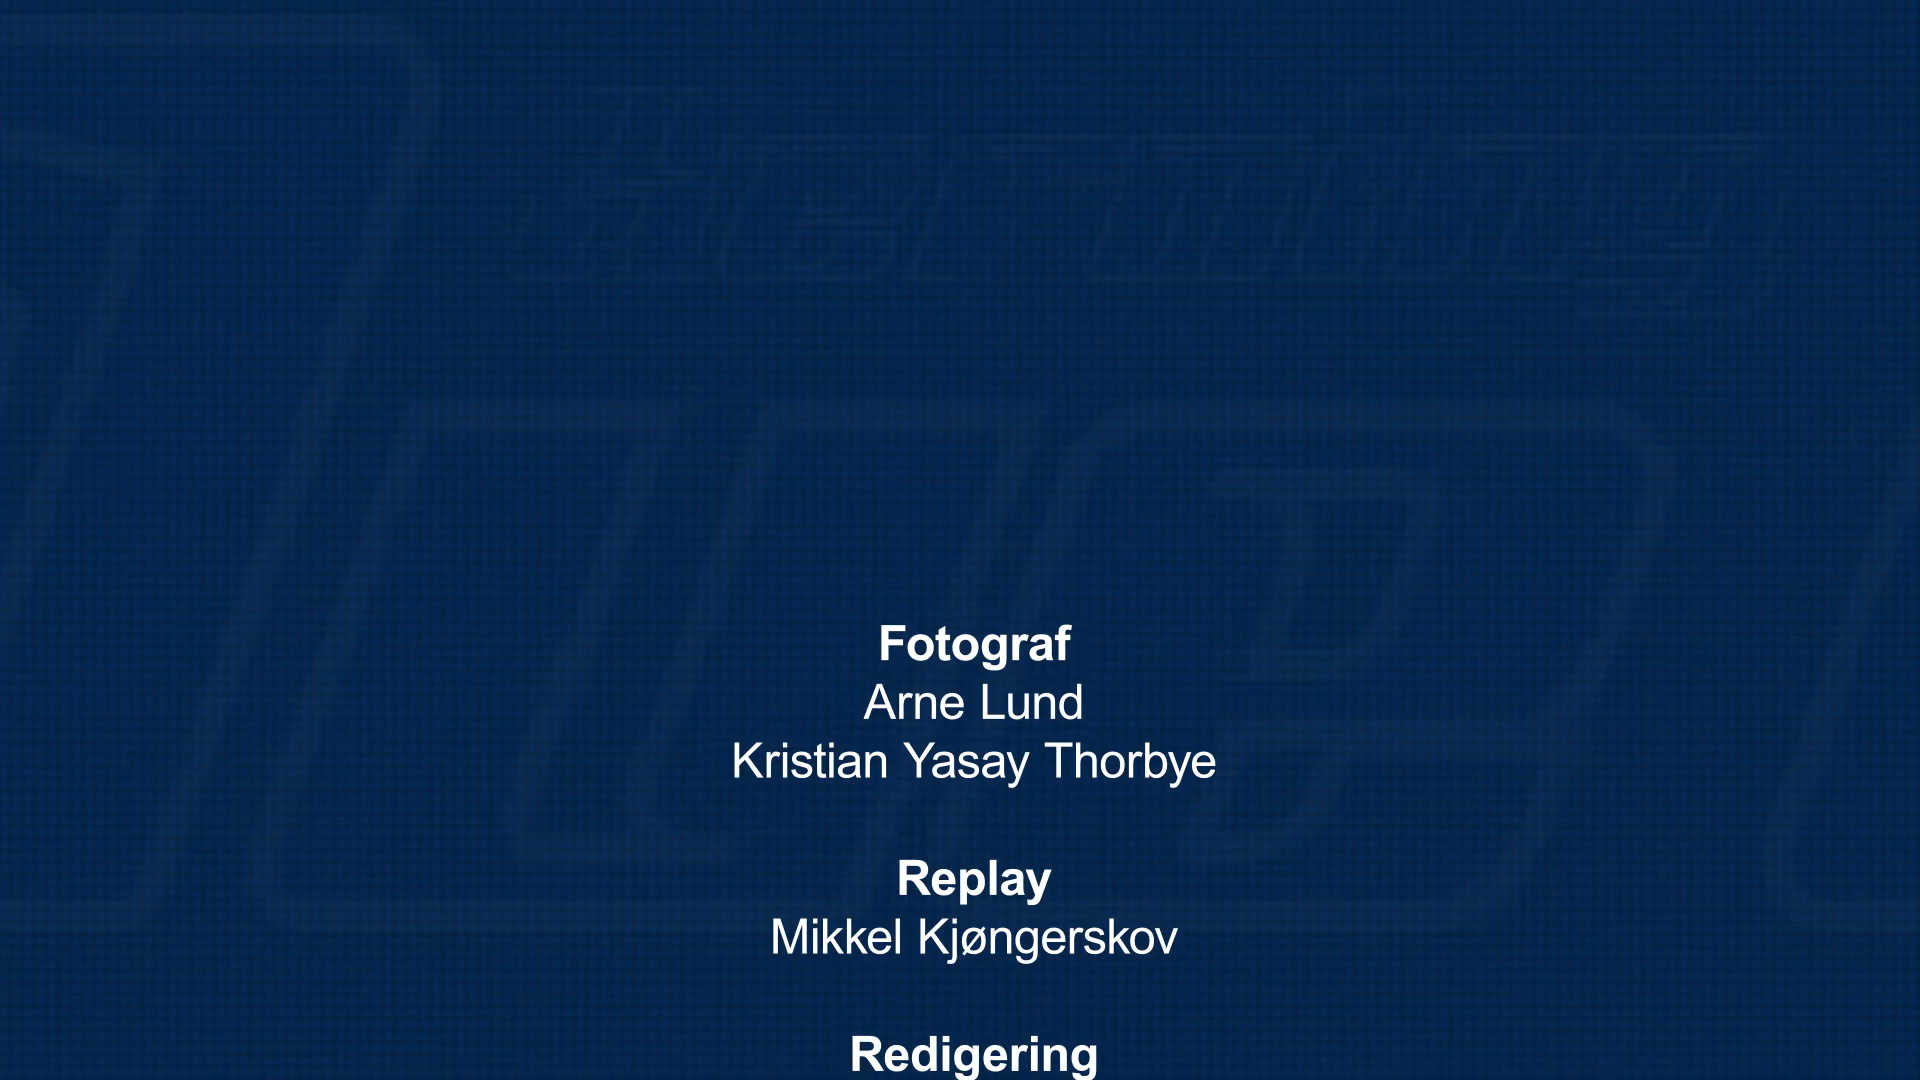 Fotograf
Arne Lund
Kristian Yasay Thorbye
Replay
Mikkel Kjøngerskov
Redigering